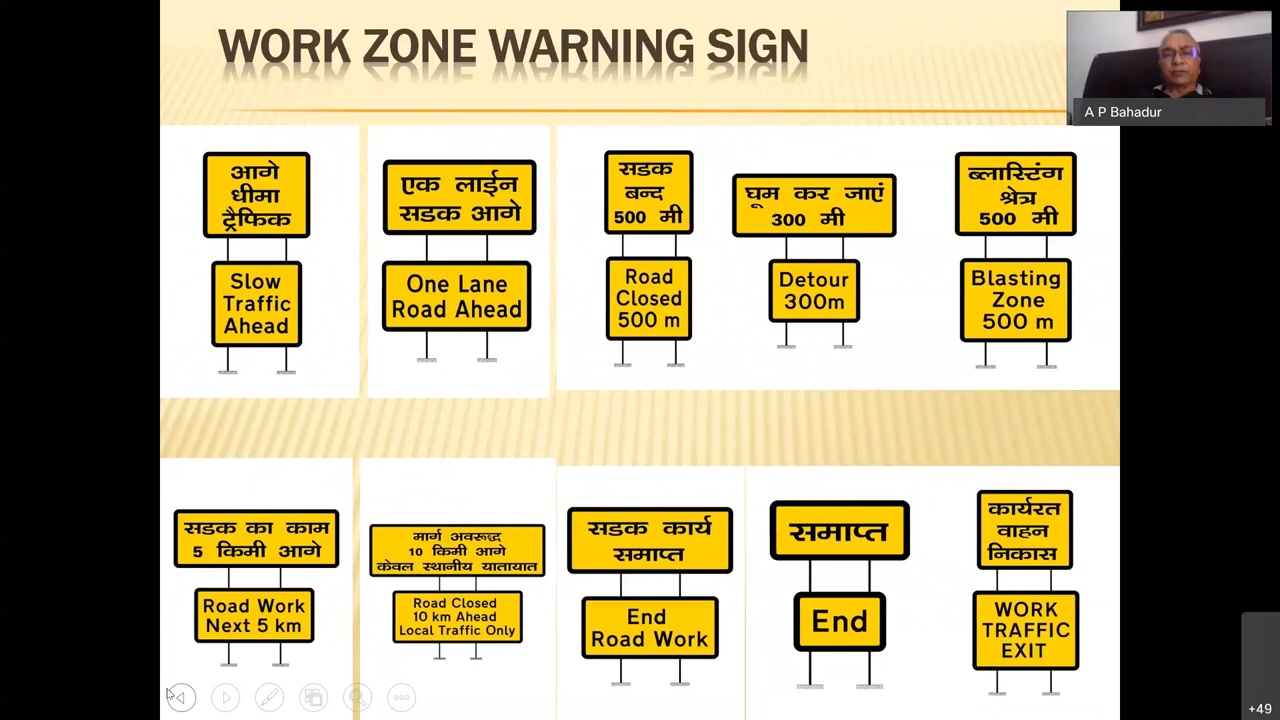 WORK ZONE WARNING SIGN
A P Bahadur
आगे
धीमा
ट्रैफिक
Slow
Traffic
Ahead
एक लाईन
सडक आगे
One Lane
Road Ahead
सडक
बन्द
500 मी
Road
Closed
500 m
घूम कर जाएं
300 मी
Detour
300m
ब्लास्टिंग
श्रेत्र
500 मी
Blasting
Zone
500 m
सडक का काम
5 किमी आगे
Road Work
Next 5 km
मार्ग अवरूद्ध
10 किमी आगे
केवल स्थानीय यातायात
Road Closed
10 km Ahead
Local Traffic Only
सडक कार्य
समाप्त
End
Road Work
समाप्त
End
कार्यरत
वाहन
निकास
WORK
TRAFFIC
EXIT
+49